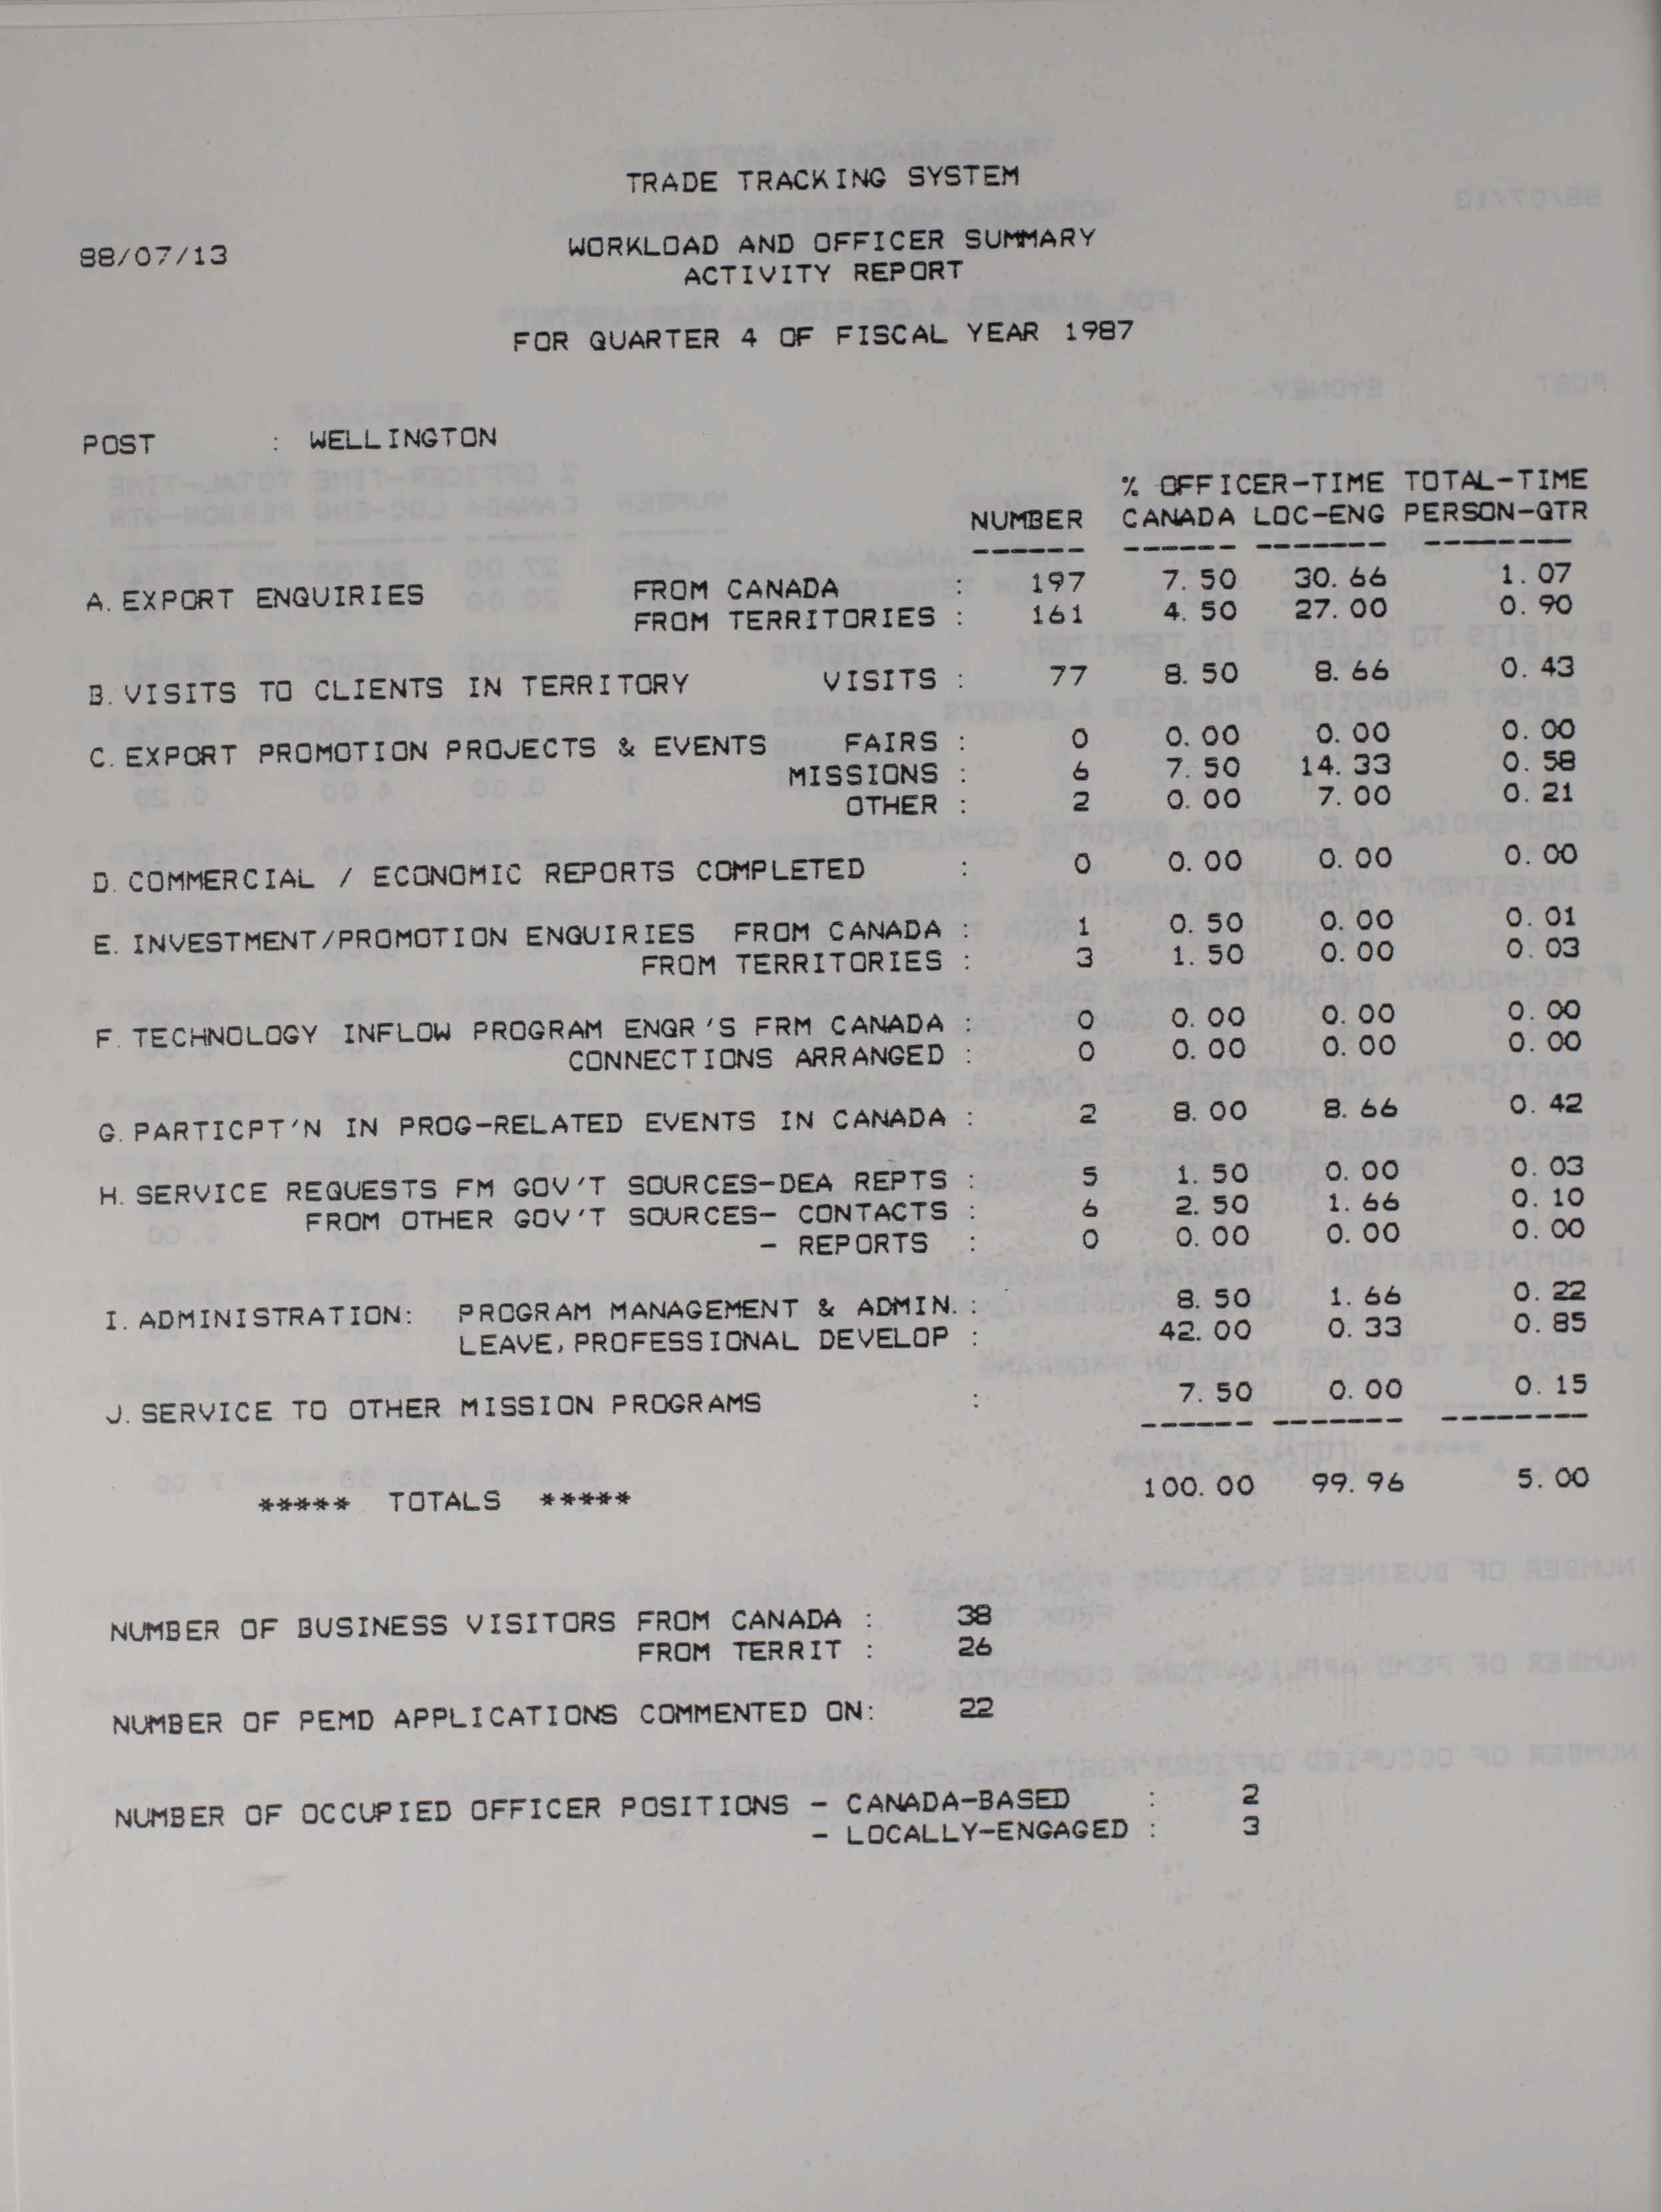 TRADE TRACKING SYSTEM
88/07/13 WORKLOAD AND OFFICER SUMMARY
ACTIVITY REPORT
FOR QUARTER 4 OF FISCAL YEAR 1987
POST : WELLINGTON
% OFFICER-TIME TOTAL-TIME
NUMBER CANADA LOC-ENG PERSON-QTR
------ ------ ------- --------
A. EXPORT ENQUIRIES FROM CANADA : 197 7.50 30.66 1.07
FROM TERRITORIES : 161 4.50 27.00 0.90
B. VISITS TO CLIENTS IN TERRITORY VISITS : 77 8.50 8.66 0.43
C. EXPORT PROMOTION PROJECTS & EVENTS FAIRS : 0 0.00 0.00 0.00
MISSIONS : 6 7.50 14.33 0.58
OTHER : 2 0.00 7.00 0.21
D. COMMERCIAL / ECONOMIC REPORTS COMPLETED : 0 0.00 0.00 0.00
E. INVESTMENT/PROMOTION ENQUIRIES FROM CANADA : 1 0.50 0.00 0.01
FROM TERRITORIES : 3 1.50 0.00 0.03
F. TECHNOLOGY INFLOW PROGRAM ENQR'S FRM CANADA : 0 0.00 0.00 0.00
CONNECTIONS ARRANGED : 0 0.00 0.00 0.00
G. PARTICPT'N IN PROG-RELATED EVENTS IN CANADA : 2 8.00 8.66 0.42
H. SERVICE REQUESTS FM GOV'T SOURCES-DEA REPTS : 5 1.50 0.00 0.03
FROM OTHER GOV'T SOURCES- CONTACTS : 6 2.50 1.66 0.10
- REPORTS : 0 0.00 0.00 0.00
I. ADMINISTRATION: PROGRAM MANAGEMENT & ADMIN. : 8.50 1.66 0.22
LEAVE, PROFESSIONAL DEVELOP : 42.00 0.33 0.85
J. SERVICE TO OTHER MISSION PROGRAMS : 7.50 0.00 0.15
------ ------- --------
***** TOTALS ***** 100.00 99.96 5.00
NUMBER OF BUSINESS VISITORS FROM CANADA : 38
FROM TERRIT : 26
NUMBER OF PEMD APPLICATIONS COMMENTED ON: 22
NUMBER OF OCCUPIED OFFICER POSITIONS - CANADA-BASED : 2
- LOCALLY-ENGAGED : 3